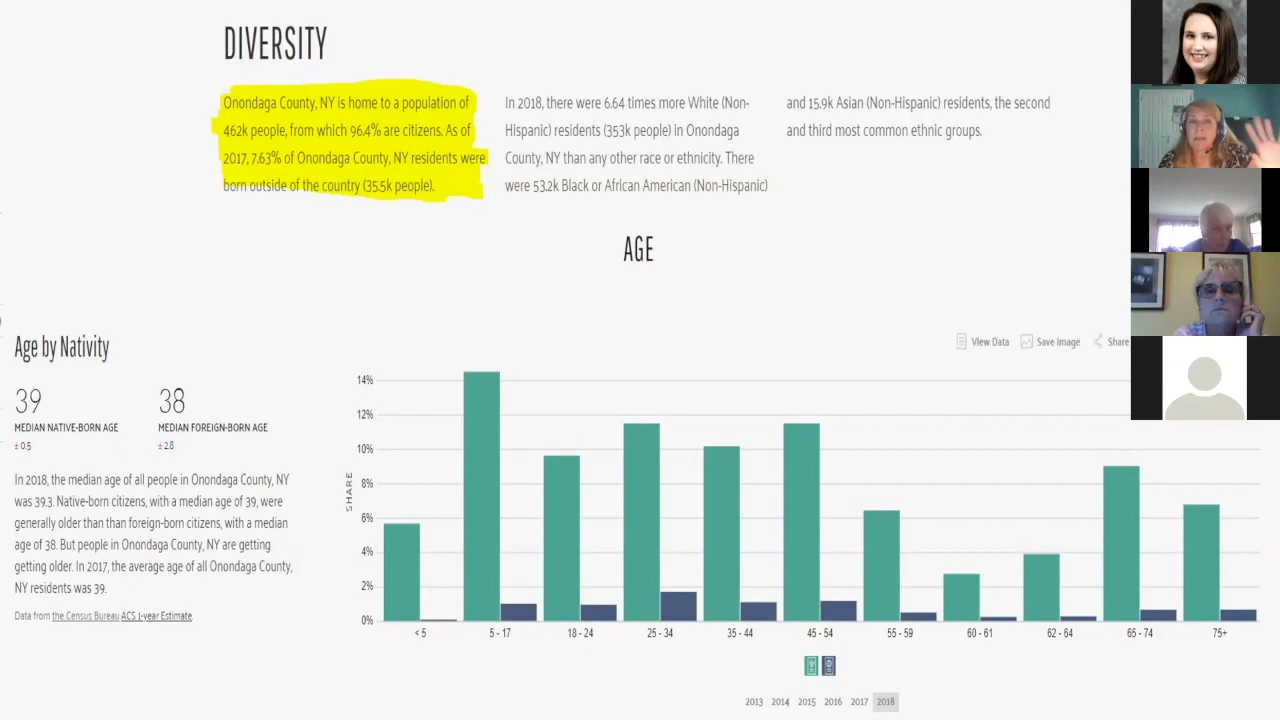 DIVERSITY
Onondaga County, NY is home to a population of
462k people, from which 96.4% are citizens. As of
2017, 7.63% of Onondaga County, NY residents were
born outside of the country (35.5k people).
In 2018, there were 6.64 times more White (Non-
Hispanic) residents (353k people) in Onondaga
County, NY than any other race or ethnicity. There
were 53.2k Black or African American (Non-Hispanic)
and 15.9k Asian (Non-Hispanic) residents, the second
and third most common ethnic groups.
AGE
Age by Nativity
39
MEDIAN NATIVE-BORN AGE
± 0.5
38
MEDIAN FOREIGN-BORN AGE
± 2.8
In 2018, the median age of all people in Onondaga County, NY
was 39.3. Native-born citizens, with a median age of 39, were
generally older than than foreign-born citizens, with a median
age of 38. But people in Onondaga County, NY are getting
getting older. In 2017, the average age of all Onondaga County,
NY residents was 39.
Data from the Census Bureau ACS 1-year Estimate.
View Data Save Image Share
SHARE
14%
12%
10%
8%
6%
4%
2%
0%
< 5 5 - 17 18 - 24 25 - 34 35 - 44 45 - 54 55 - 59 60 - 61 62 - 64 65 - 74 75+
2013 2014 2015 2016 2017 2018